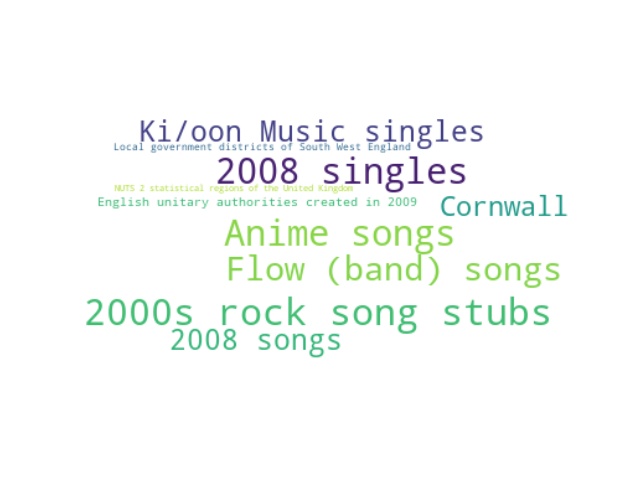 Ki/oon Music singles
Local government districts of South West England
2008 singles
NUTS 2 statistical regions of the United Kingdom
English unitary authorities created in 2009
Cornwall
Anime songs
Flow (band) songs
2000s rock song stubs
2008 songs